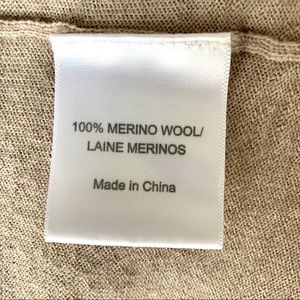 100% MERINO WOOL/
LAINE MERINOS
Made in China